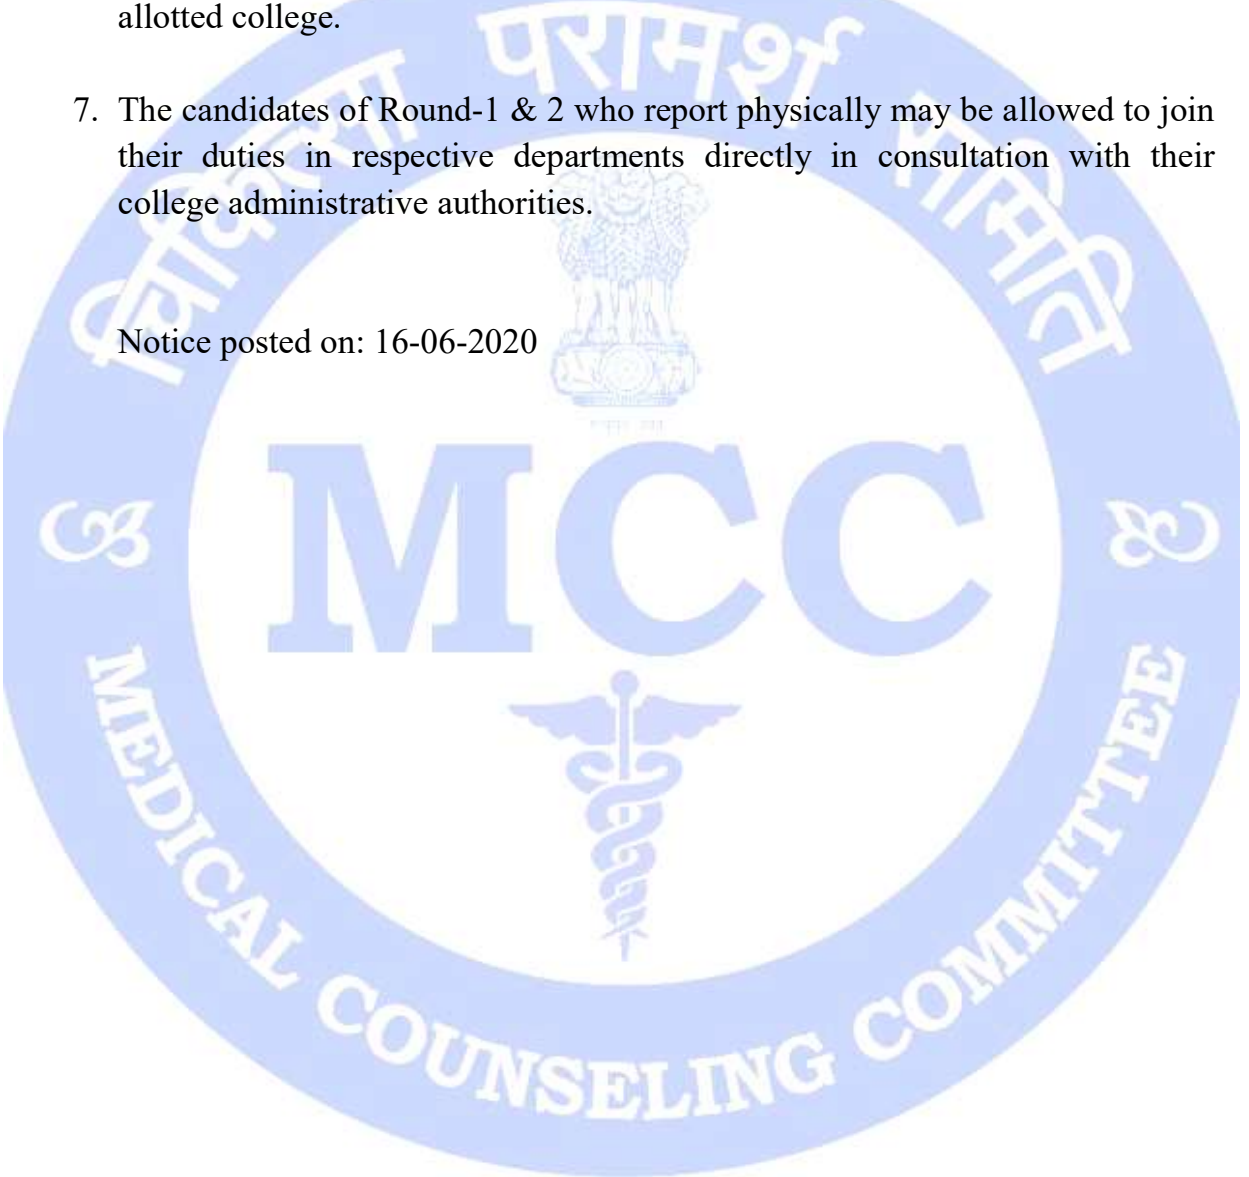 allotted college.
7. The candidates of Round-1 & 2 who report physically may be allowed to join
their duties in respective departments directly in consultation with their
college administrative authorities.
Notice posted on: 16-06-2020
चिकित्सा परामर्श समिति
MCC
MEDICAL COUNSELING COMMITTEE